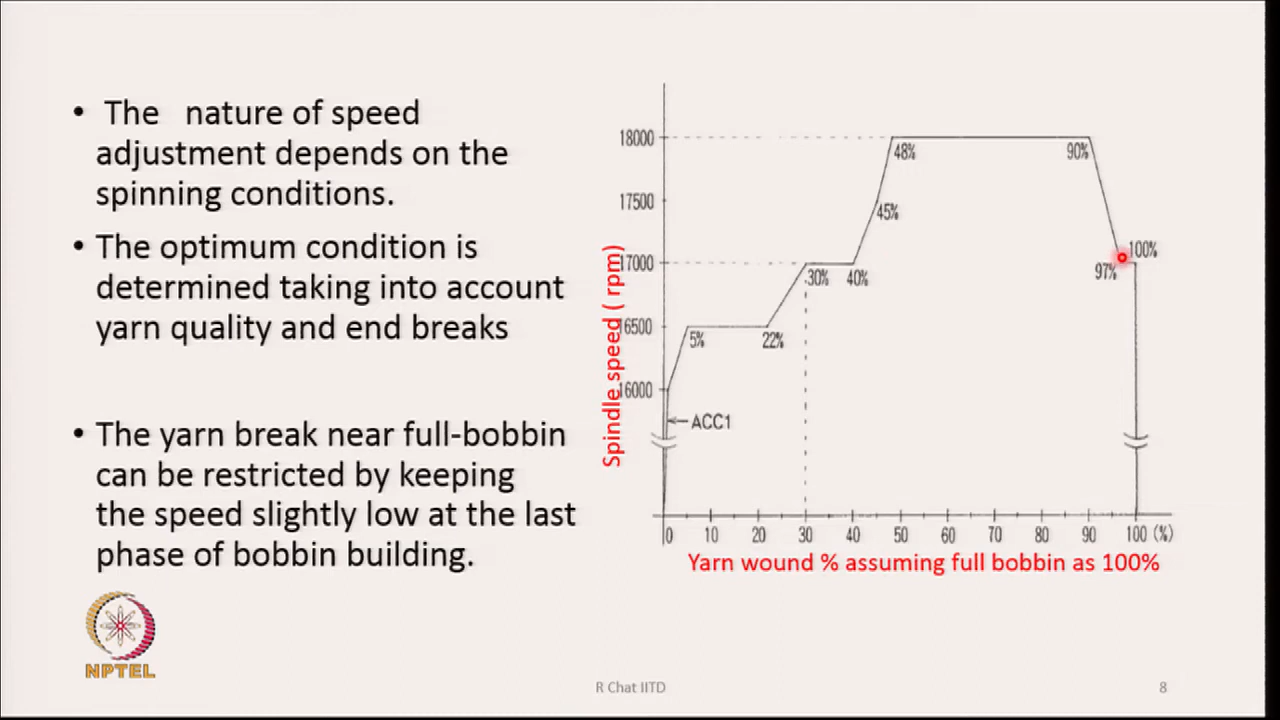 • The nature of speed
adjustment depends on the
spinning conditions.
• The optimum condition is
determined taking into account
yarn quality and end breaks
• The yarn break near full-bobbin
can be restricted by keeping
the speed slightly low at the last
phase of bobbin building.
Spindle speed ( rpm)
18000
17500
17000
16500
16000
48%
90%
45%
100%
97%
30%
40%
5%
22%
ACC1
0 10 20 30 40 50 60 70 80 90 100 (%)
Yarn wound % assuming full bobbin as 100%
NPTEL
R Chat IITD
8